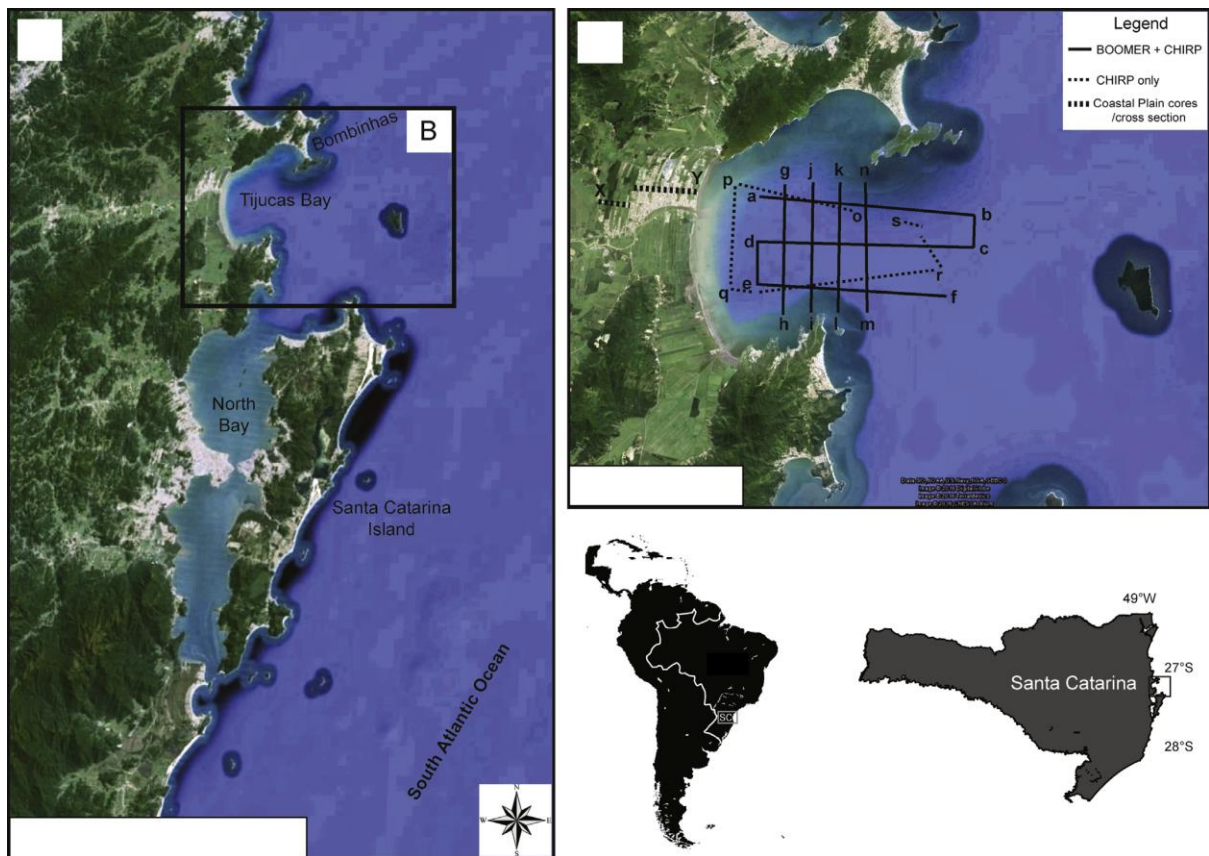 B
Bombinhas
Tijucas Bay
North
Bay
Santa Catarina
Island
South Atlantic Ocean
N
W
E
S
Legend
BOOMER + CHIRP
CHIRP only
Coastal Plain cores
/cross section
X
Y
p
g
j
k
n
a
o
s
b
d
c
r
q
e
f
h
i
l
m
SC
49°W
27°S
Santa Catarina
28°S